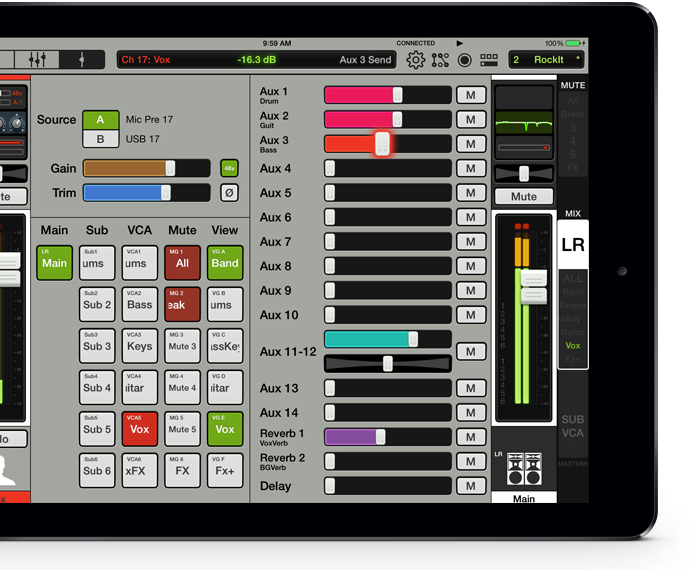 9:59 AM
CONNECTED
100%
Ch 17: Vox
-16.3 dB
Aux 3 Send
2 RockIt
Source
A
Mic Pre 17
B
USB 17
Gain
48v
Trim
Ø
Main
Sub
VCA
Mute
View
LR
Main
Sub1
ums
VCA1
ums
MG 1
All
VG A
Band
Sub2
Sub 2
VCA2
Bass
MG 2
eak
VG B
ums
Sub3
Sub 3
VCA3
Keys
MG 3
Mute 3
VG C
ssKey
Sub4
Sub 4
VCA4
itar
MG 4
Mute 4
VG D
itar
Sub5
Sub 5
VCA5
Vox
MG 5
Mute 5
VG E
Vox
Sub6
Sub 6
VCA6
xFX
MG 6
FX
VG F
Fx+
Aux 1
Drum
M
Aux 2
Guit
M
Aux 3
Bass
M
Aux 4
M
Aux 5
M
Aux 6
M
Aux 7
M
Aux 8
M
Aux 9
M
Aux 10
M
Aux 11-12
M
Aux 13
M
Aux 14
M
Reverb 1
VoxVerb
M
Reverb 2
BGVerb
M
Delay
M
Mute
LR
Main
MUTE
All
Break
3
4
5
FX
MIX
LR
ALL
Band
Drums
ssKey
Guitar
Vox
Fx+
SUB
VCA
MASTERS
48v
te
lo
x